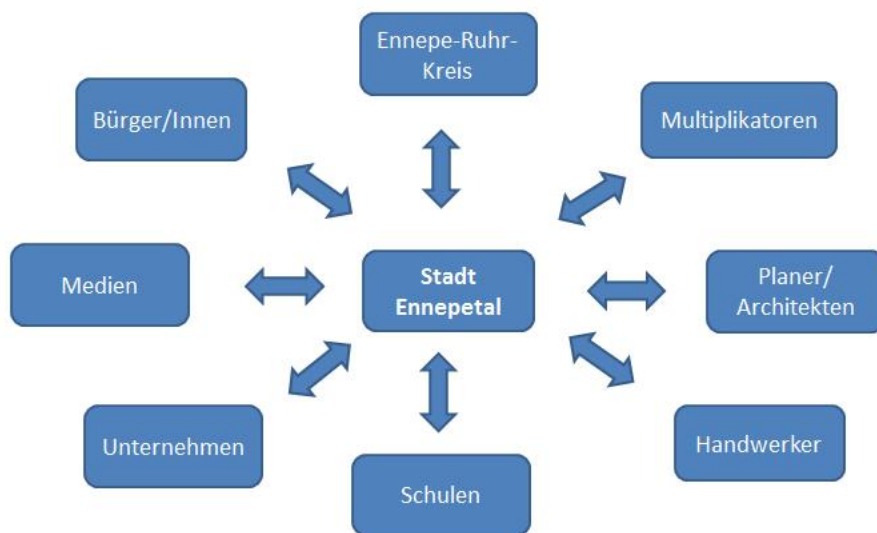 Ennepe-Ruhr-
Kreis
Bürger/Innen
Multiplikatoren
Medien
Stadt
Ennepetal
Planer/
Architekten
Unternehmen
Schulen
Handwerker